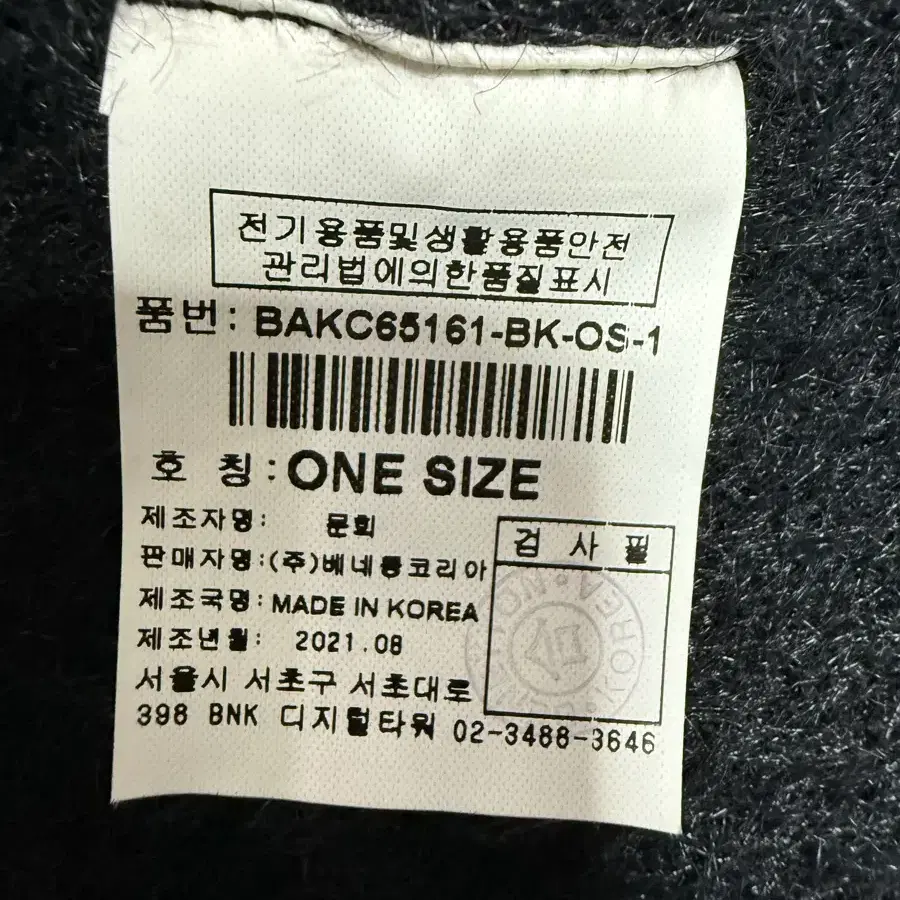 전기용품및생활용품안전
관리법에의한품질표시
품번: BAKC65161-BK-OS-1
호 칭: ONE SIZE
제조자명: 문희
판매자명:(주)베네통코리아
제조국명: MADE IN KOREA
제조년월: 2021.08
검 사 필
서울시 서초구 서초대로
398 BNK 디지털타워 02-3488-3646